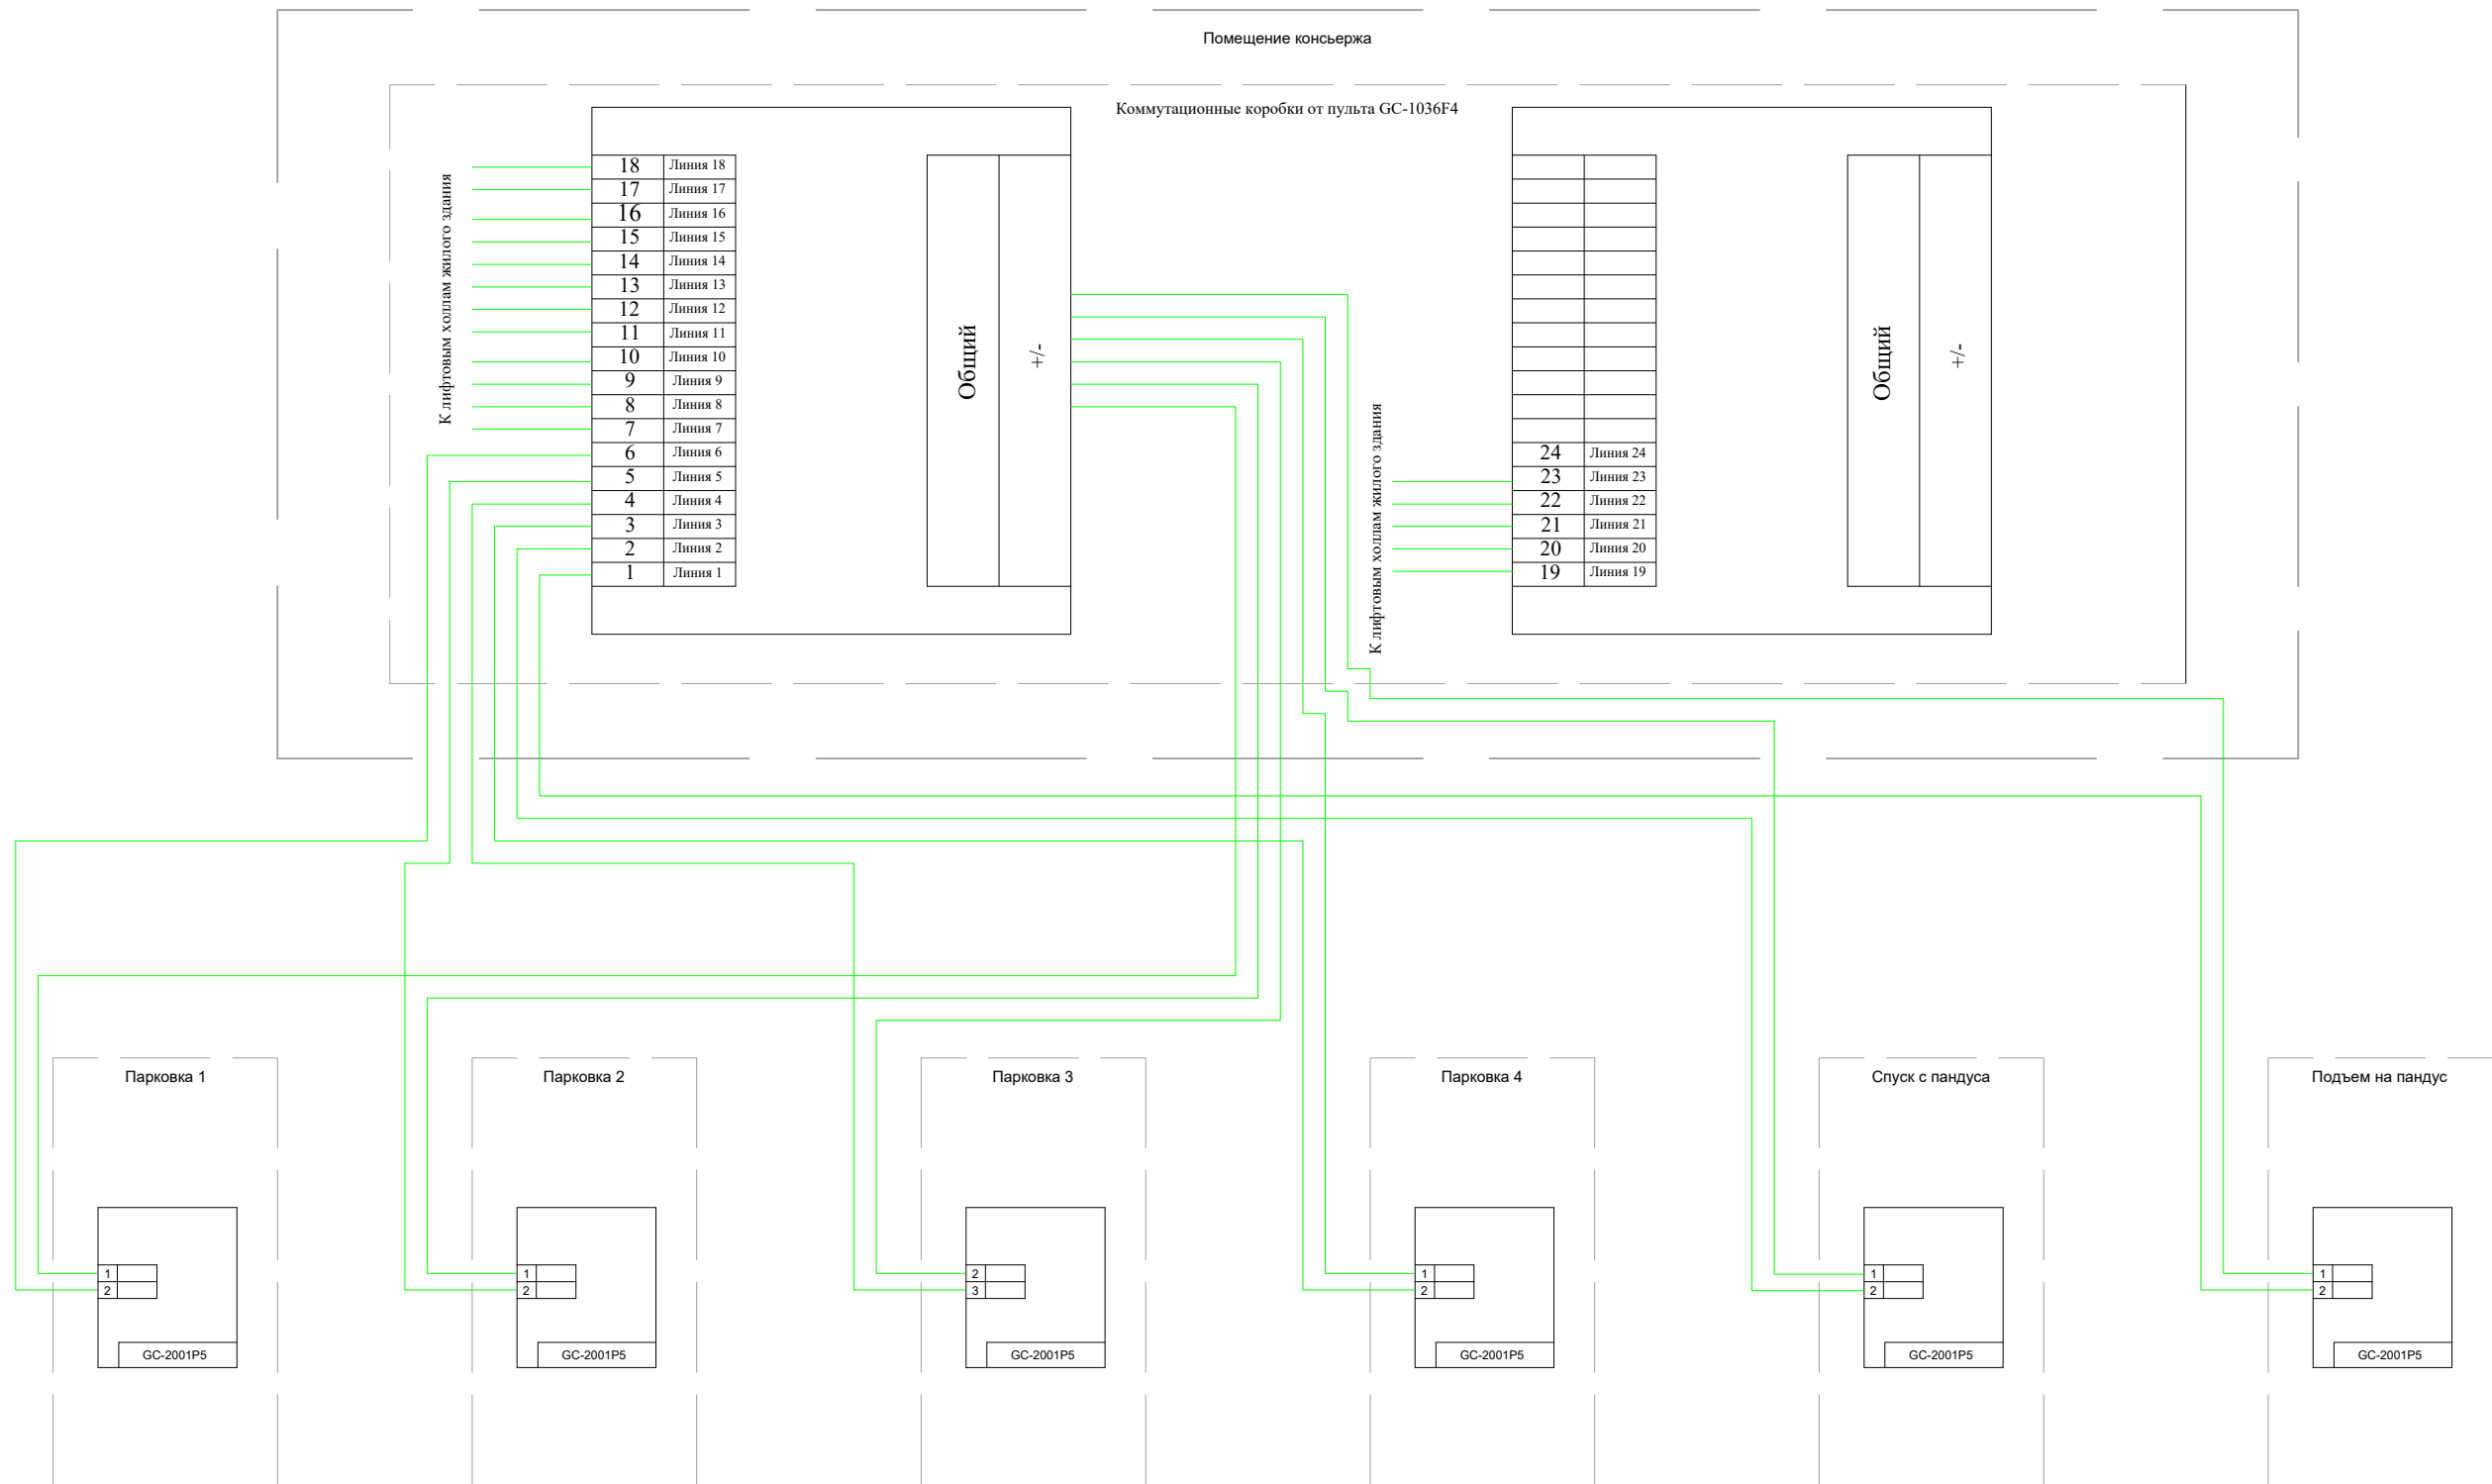 Помещение консьержа
Коммутационные коробки от пульта GC-1036F4
К лифтовым холлам жилого здания
18 Линия 18
17 Линия 17
16 Линия 16
15 Линия 15
14 Линия 14
13 Линия 13
12 Линия 12
11 Линия 11
10 Линия 10
9 Линия 9
8 Линия 8
7 Линия 7
6 Линия 6
5 Линия 5
4 Линия 4
3 Линия 3
2 Линия 2
1 Линия 1
Общий
+/-
К лифтовым холлам жилого здания
24 Линия 24
23 Линия 23
22 Линия 22
21 Линия 21
20 Линия 20
19 Линия 19
Общий
+/-
Парковка 1
1
2
GC-2001P5
Парковка 2
1
2
GC-2001P5
Парковка 3
2
3
GC-2001P5
Парковка 4
1
2
GC-2001P5
Спуск с пандуса
1
2
GC-2001P5
Подъем на пандус
1
2
GC-2001P5